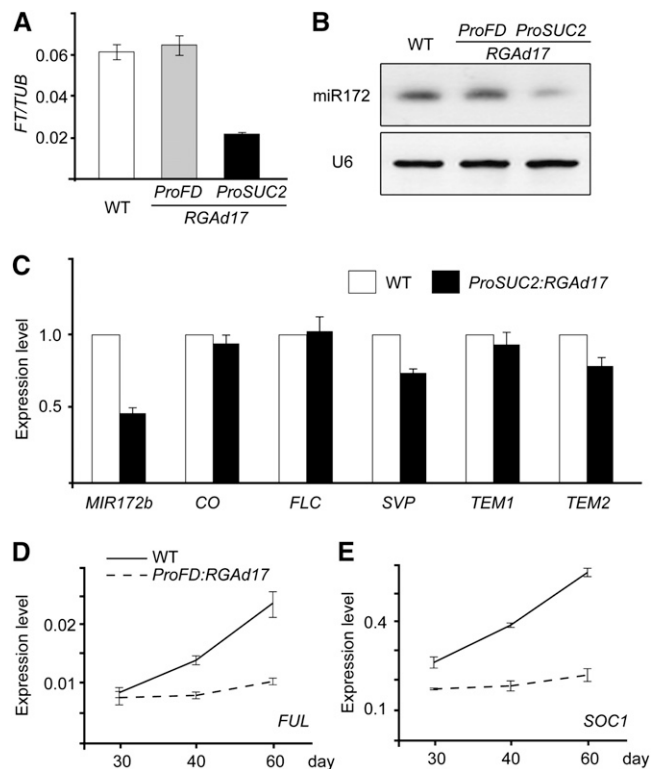 A
FT/TUB
0.06
0.04
0.02
WT
ProFD ProSUC2
RGAd17
B
WT
ProFD ProSUC2
RGAd17
miR172
U6
C
WT
ProSUC2:RGAd17
Expression level
1.0
0.5
MIR172b CO FLC SVP TEM1 TEM2
D
WT
ProFD:RGAd17
Expression level
0.02
0.01
FUL
30 40 60 day
E
Expression level
0.4
0.1
SOC1
30 40 60 day